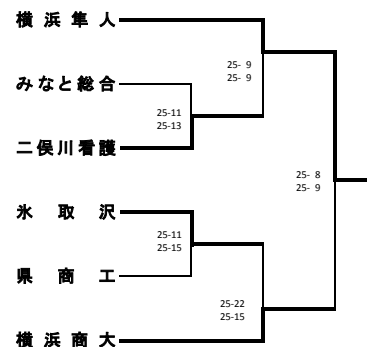 横浜隼人
25- 9
25- 9
みなと総合
25-11
25-13
二俣川看護
25- 8
25- 9
氷取沢
25-11
25-15
県商工
25-22
25-15
横浜商大